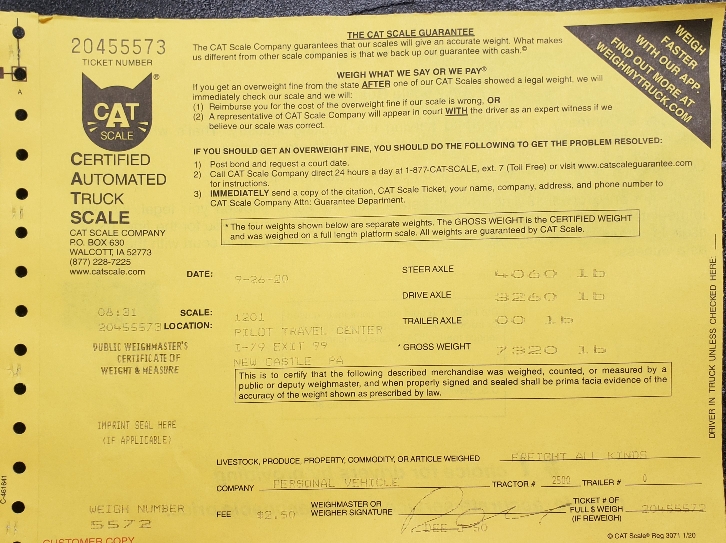 20455573
TICKET NUMBER
CAT
SCALE
®
CERTIFIED
AUTOMATED
TRUCK
SCALE
CAT SCALE COMPANY
P.O. BOX 630
WALCOTT, IA 52773
(877) 228-7225
www.catscale.com
THE CAT SCALE GUARANTEE
The CAT Scale Company guarantees that our scales will give an accurate weight. What makes
us different from other scale companies is that we back up our guarantee with cash.©
WEIGH WHAT WE SAY OR WE PAY®
If you get an overweight fine from the state AFTER one of our CAT Scales showed a legal weight, we will
immediately check our scale and we will:
(1) Reimburse you for the cost of the overweight fine if our scale is wrong, OR
(2) A representative of CAT Scale Company will appear in court WITH the driver as an expert witness if we
believe our scale was correct.
IF YOU SHOULD GET AN OVERWEIGHT FINE, YOU SHOULD DO THE FOLLOWING TO GET THE PROBLEM RESOLVED:
1) Post bond and request a court date.
2) Call CAT Scale Company direct 24 hours a day at 1-877-CAT-SCALE, ext. 7 (Toll Free) or visit www.catscaleguarantee.com
for instructions.
3) IMMEDIATELY send a copy of the citation, CAT Scale Ticket, your name, company, address, and phone number to
CAT Scale Company Attn: Guarantee Department.
WEIGH
FASTER
WITH OUR APP.
FIND OUT MORE AT
WEIGHMYTRUCK.COM
* The four weights shown below are separate weights. The GROSS WEIGHT is the CERTIFIED WEIGHT
and was weighed on a full length platform scale. All weights are guaranteed by CAT Scale.
DATE: 9-26-20
STEER AXLE 4060 lb
DRIVE AXLE 3260 lb
08:31 SCALE: 1201
TRAILER AXLE 00 lb
20455573 LOCATION: PILOT TRAVEL CENTER
I-79 EXIT 99
NEW CASTLE PA
* GROSS WEIGHT 7320 lb
PUBLIC WEIGHMASTER'S
CERTIFICATE OF
WEIGHT & MEASURE
This is to certify that the following described merchandise was weighed, counted, or measured by a
public or deputy weighmaster, and when properly signed and sealed shall be prima facia evidence of the
accuracy of the weight shown as prescribed by law.
IMPRINT SEAL HERE
(IF APPLICABLE)
LIVESTOCK, PRODUCE, PROPERTY, COMMODITY, OR ARTICLE WEIGHED FREIGHT ALL KINDS
COMPANY PERSONAL VEHICLE TRACTOR # 2500 TRAILER # 0
WEIGH NUMBER
5572
FEE $2.50 WEIGHMASTER OR
WEIGHER SIGNATURE
TICKET # OF
FULL $ WEIGH 20455572
(IF REWEIGH)
CUSTOMER COPY
© CAT Scale® Reg 3071 1/20
DRIVER IN TRUCK UNLESS CHECKED HERE
C-461641
A